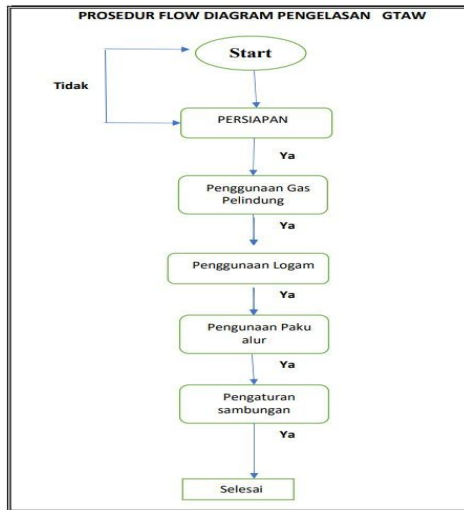 PROSEDUR FLOW DIAGRAM PENGELASAN GTAW
Start
Tidak
PERSIAPAN
Ya
Penggunaan Gas
Pelindung
Ya
Penggunaan Logam
Ya
Pengunaan Paku
alur
Ya
Pengaturan
sambungan
Ya
Selesai